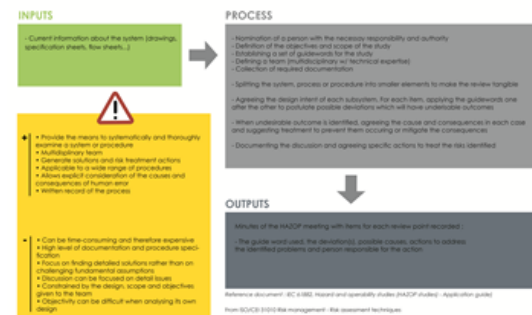 INPUTS
- Current information about the system (drawings,
specification sheets, flow sheets...)
+
• Provide the means to systematically and thoroughly
examine a system or procedure
• Multidiplinary team
• Generate solutions and risk treatment actions
• Applicable to a wide range of procedures
• Allows explicit consideration of the causes and
consequences of human error
• Written record of the process
-
• Can be time-consuming and therefore expensive
• High level of documentation and procedure speci-
fication
• Focus on finding detailed solutions rather than on
challenging fundamental assumptions
• Discussion can be focused on detail issues
• Constrained by the design, scope and objectives
given to the team
• Objectivity can be difficult when analysing its own
design
PROCESS
- Nomination of a person with the necessay responsibility and authority
- Definition of the objectives and scope of the study
- Establishing a set of guidewords for the study
- Defining a team (multidisciplinary w/ technical expertise)
- Collection of required documentation
- Splitting the system, process or procedure into smaller elements to make the review tangible
- Agreeing the design intent of each subsystem. For each item, applying the guidewords one
after the other to postulate possible deviations which will have undesirable outcomes
- When undesirable outcome is identified, agreeing the cause and consequences in each case
and suggesting treatment to prevent them occuring or mitigate the consequences
- Documenting the discussion and agreeing specific actions to treat the risks identified
OUTPUTS
Minutes of the HAZOP meeting with items for each review point recorded :
- The guide word used, the deviation(s), possible causes, actions to address
the identified problems and person responsible for the action
Reference document : IEC 61882, Hazard and operability studies (HAZOP studies) - Application guide)
From ISO/CEI 31010 Risk management - Risk assessment techniques